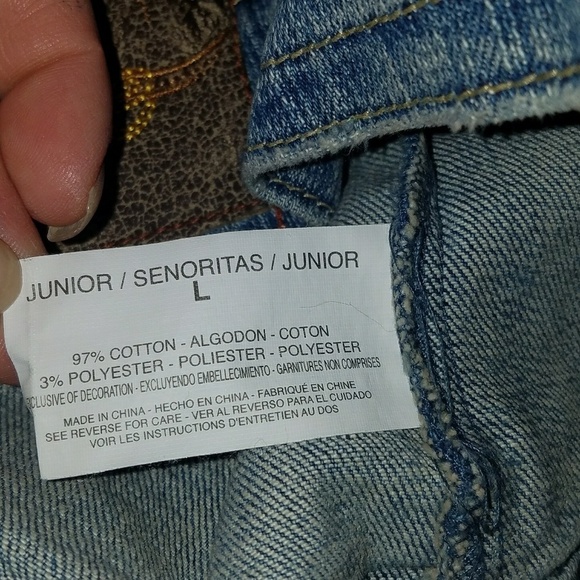 JUNIOR / SENORITAS / JUNIOR
L
97% COTTON - ALGODON - COTON
3% POLYESTER - POLIESTER - POLYESTER
OF DECORATION - EXCLUYENDO EMBELLECIMIENTO - GARNITURES NON COMPRISES
MADE IN CHINA - HECHO EN CHINA - FABRIQUÉ EN CHINE
SEE REVERSE FOR CARE - VER AL REVERSO PARA EL CUIDADO
VOIR LES INSTRUCTIONS D'ENTRETIEN AU DOS